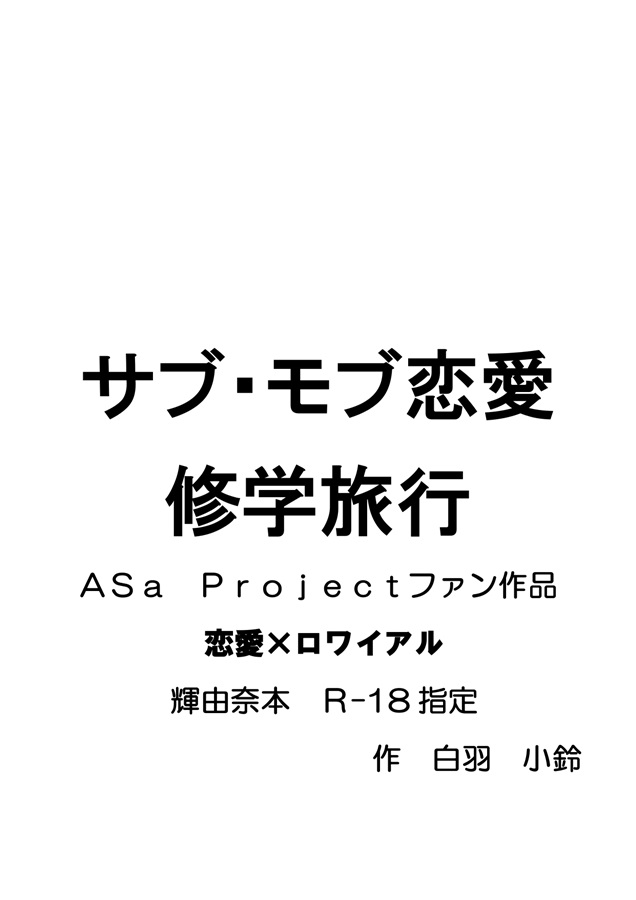 サブ・モブ恋愛
修学旅行
ASa Projectファン作品
恋愛×ロワイアル
輝由奈本 R-18指定
作 白羽 小鈴